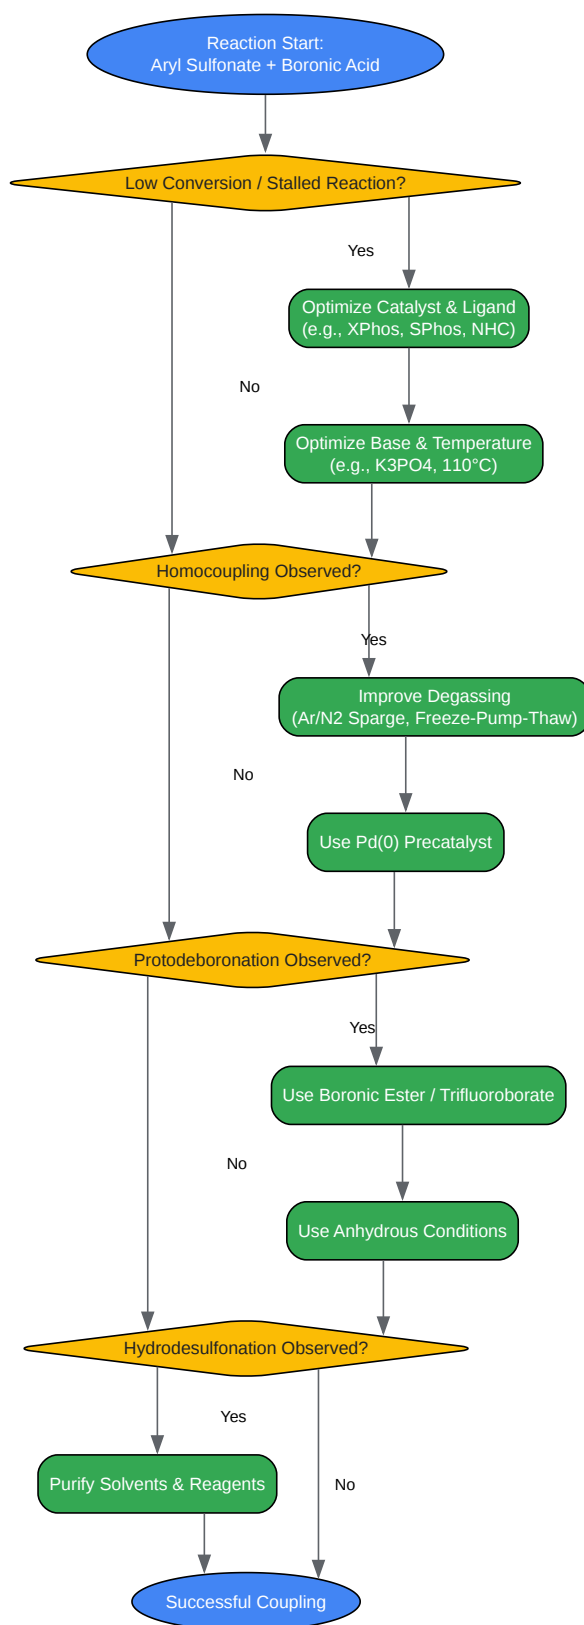 Reaction Start:
Aryl Sulfonate + Boronic Acid
Low Conversion / Stalled Reaction?
Yes
Optimize Catalyst & Ligand
(e.g., XPhos, SPhos, NHC)
No
Optimize Base & Temperature
(e.g., K3PO4, 110°C)
Homocoupling Observed?
Yes
Improve Degassing
(Ar/N2 Sparge, Freeze-Pump-Thaw)
No
Use Pd(0) Precatalyst
Protodeboronation Observed?
Yes
Use Boronic Ester / Trifluoroborate
No
Use Anhydrous Conditions
Hydrodesulfonation Observed?
Yes
Purify Solvents & Reagents
No
Successful Coupling